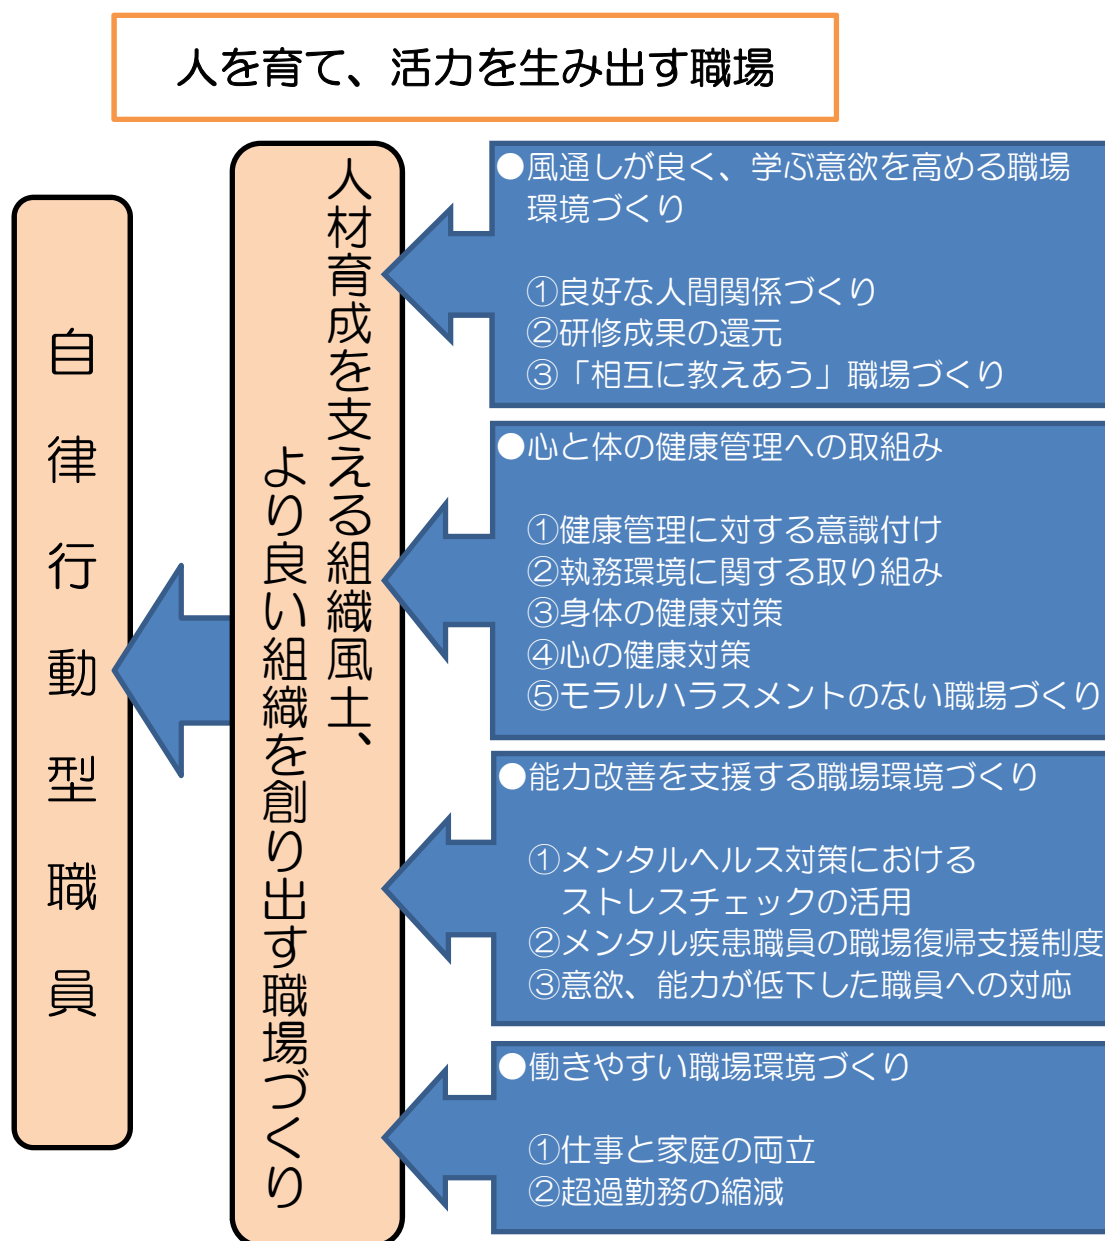 人を育て、活力を生み出す職場
自律行動型職員
人材育成を支える組織風土、
より良い組織を創り出す職場づくり
●風通しが良く、学ぶ意欲を高める職場
環境づくり
①良好な人間関係づくり
②研修成果の還元
③「相互に教えあう」職場づくり
●心と体の健康管理への取組み
①健康管理に対する意識付け
②執務環境に関する取り組み
③身体の健康対策
④心の健康対策
⑤モラルハラスメントのない職場づくり
●能力改善を支援する職場環境づくり
①メンタルヘルス対策における
ストレスチェックの活用
②メンタル疾患職員の職場復帰支援制度
③意欲、能力が低下した職員への対応
●働きやすい職場環境づくり
①仕事と家庭の両立
②超過勤務の縮減